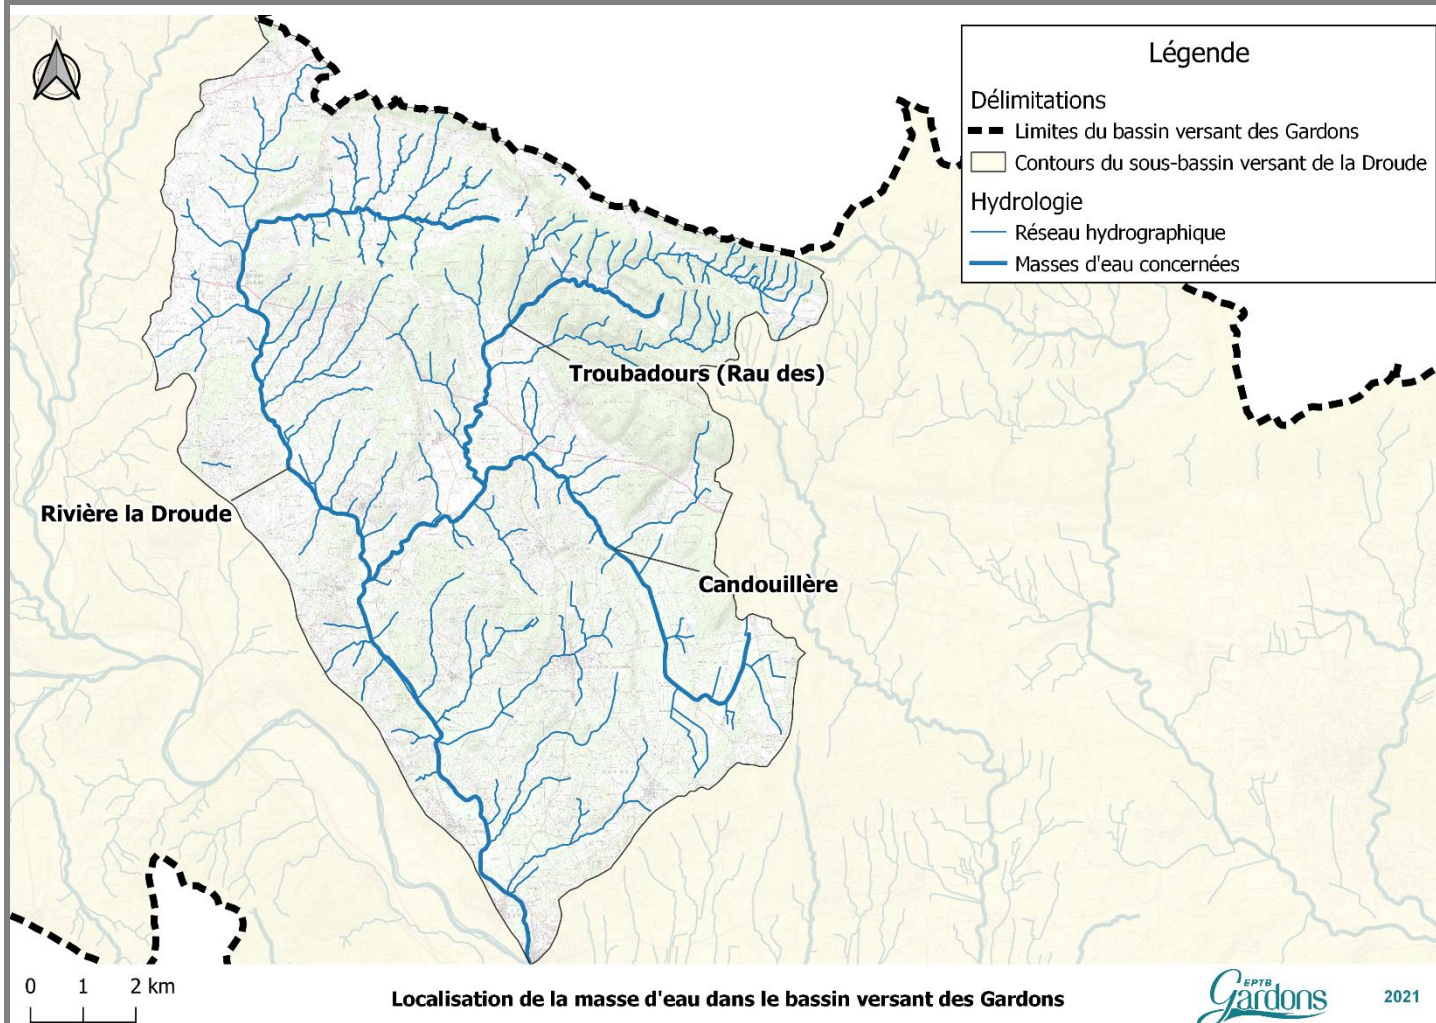 N
Légende
Délimitations
Limites du bassin versant des Gardons
Contours du sous-bassin versant de la Droude
Hydrologie
Réseau hydrographique
Masses d'eau concernées
Troubadours (Rau des)
Rivière la Droude
Candouillère
0 1 2 km
Localisation de la masse d'eau dans le bassin versant des Gardons
EPTB
Gardons
2021